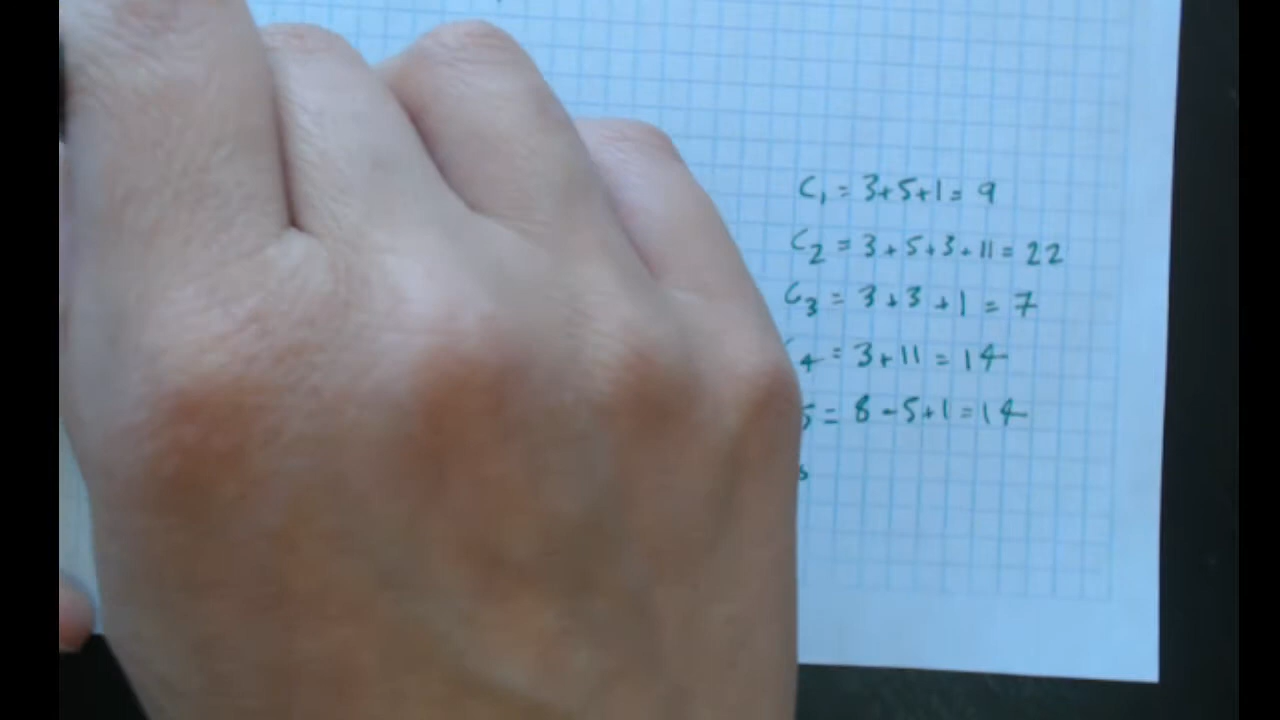 C₁ = 3+5+1 = 9
C₂ = 3+5+3+11 = 22
C₃ = 3+3+1 = 7
4 = 3+11 = 14
5 = 8-5+1 = 14